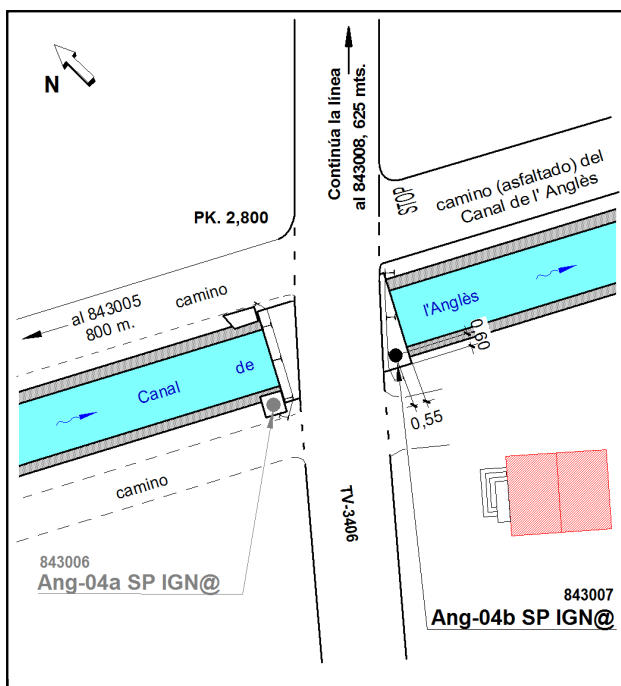 N
Continúa la línea
al 843008, 625 mts.
STOP
camino (asfaltado) del
Canal de l' Anglès
PK. 2,800
al 843005
800 m.
camino
l'Anglès
Canal de
0,60
0,55
camino
TV-3406
843006
Ang-04a SP IGN@
843007
Ang-04b SP IGN@